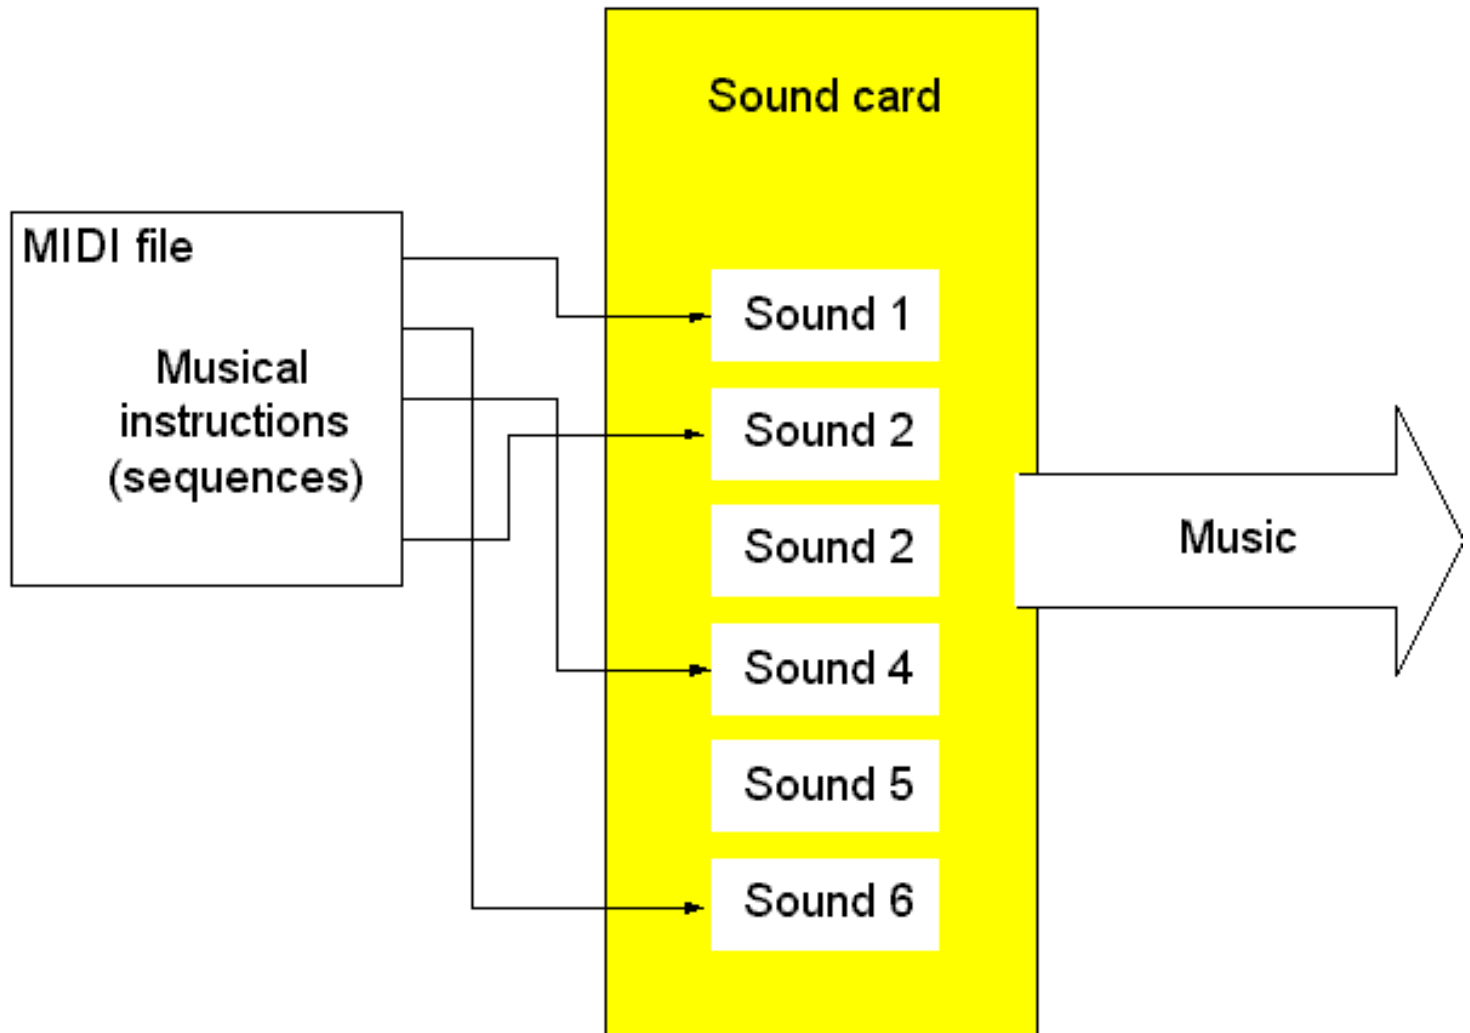 Sound card
MIDI file
Musical
instructions
(sequences)
Sound 1
Sound 2
Sound 2
Sound 4
Sound 5
Sound 6
Music